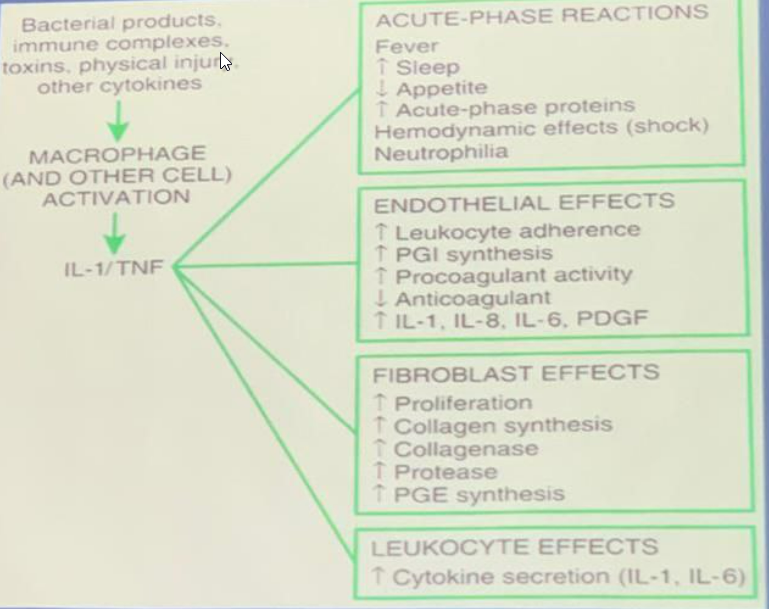 Bacterial products,
immune complexes,
toxins, physical injury,
other cytokines
MACROPHAGE
(AND OTHER CELL)
ACTIVATION
IL-1/TNF
ACUTE-PHASE REACTIONS
Fever
↑ Sleep
↓ Appetite
↑ Acute-phase proteins
Hemodynamic effects (shock)
Neutrophilia
ENDOTHELIAL EFFECTS
↑ Leukocyte adherence
↑ PGI synthesis
↑ Procoagulant activity
↓ Anticoagulant
↑ IL-1, IL-8, IL-6, PDGF
FIBROBLAST EFFECTS
↑ Proliferation
↑ Collagen synthesis
↑ Collagenase
↑ Protease
↑ PGE synthesis
LEUKOCYTE EFFECTS
↑ Cytokine secretion (IL-1, IL-6)